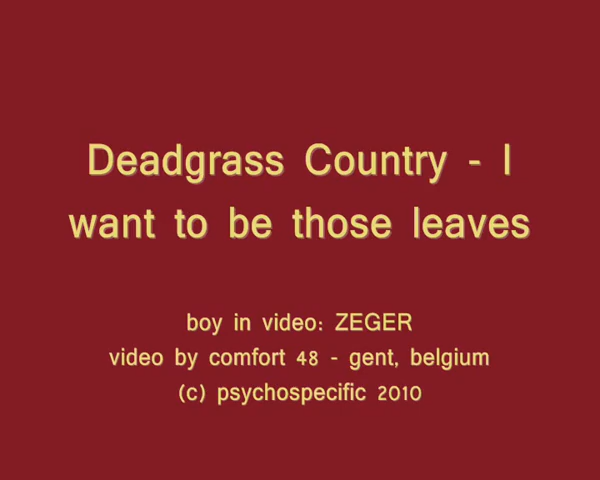 Deadgrass Country - I
want to be those leaves
boy in video: ZEGER
video by comfort 48 - gent, belgium
(c) psychospecific 2010